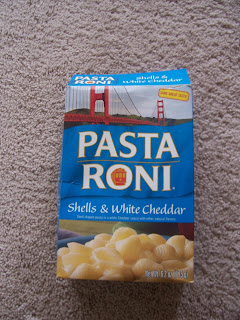 PASTA
RONI
Shells &
White Cheddar
PASTA
RONI
Shells & White Cheddar